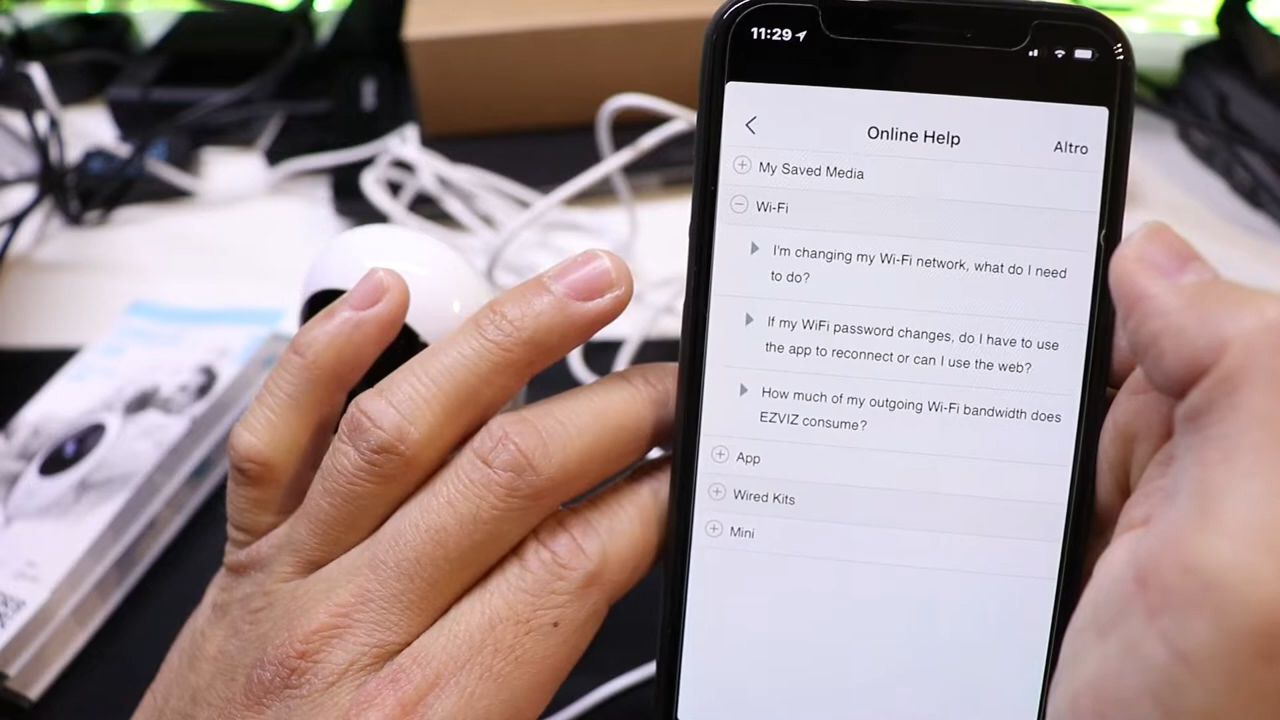 11:29
Online Help
Altro
My Saved Media
Wi-Fi
I'm changing my Wi-Fi network, what do I need
to do?
If my WiFi password changes, do I have to use
the app to reconnect or can I use the web?
How much of my outgoing Wi-Fi bandwidth does
EZVIZ consume?
App
Wired Kits
Mini